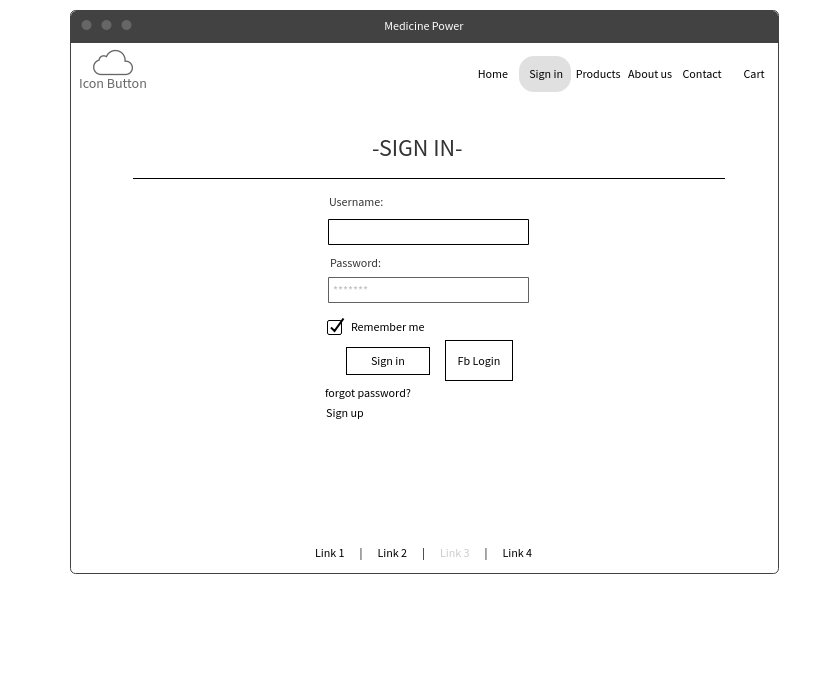 Medicine Power
Icon Button
Home Sign in Products About us Contact Cart
-SIGN IN-
Username:
Password:
*******
Remember me
Sign in Fb Login
forgot password?
Sign up
Link 1 | Link 2 | Link 3 | Link 4